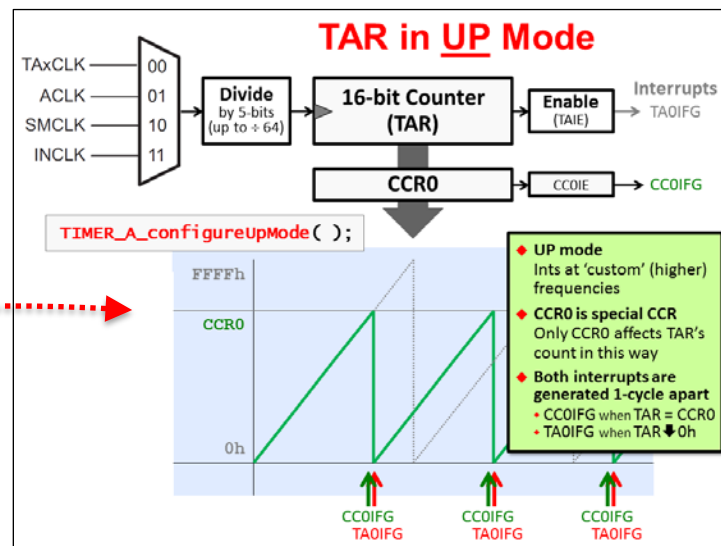 TAR in UP Mode
TAxCLK
ACLK
SMCLK
INCLK
00
01
10
11
Divide
by 5-bits
(up to ÷ 64)
16-bit Counter
(TAR)
Enable
(TAIE)
Interrupts
TA0IFG
CCR0
CC0IE
CC0IFG
TIMER_A_configureUpMode( );
FFFFh
CCR0
0h
◆ UP mode
Ints at ‘custom’ (higher)
frequencies
◆ CCR0 is special CCR
Only CCR0 affects TAR’s
count in this way
◆ Both interrupts are
generated 1-cycle apart
• CC0IFG when TAR = CCR0
• TA0IFG when TAR 🡇 0h
CC0IFG
TA0IFG
CC0IFG
TA0IFG
CC0IFG
TA0IFG